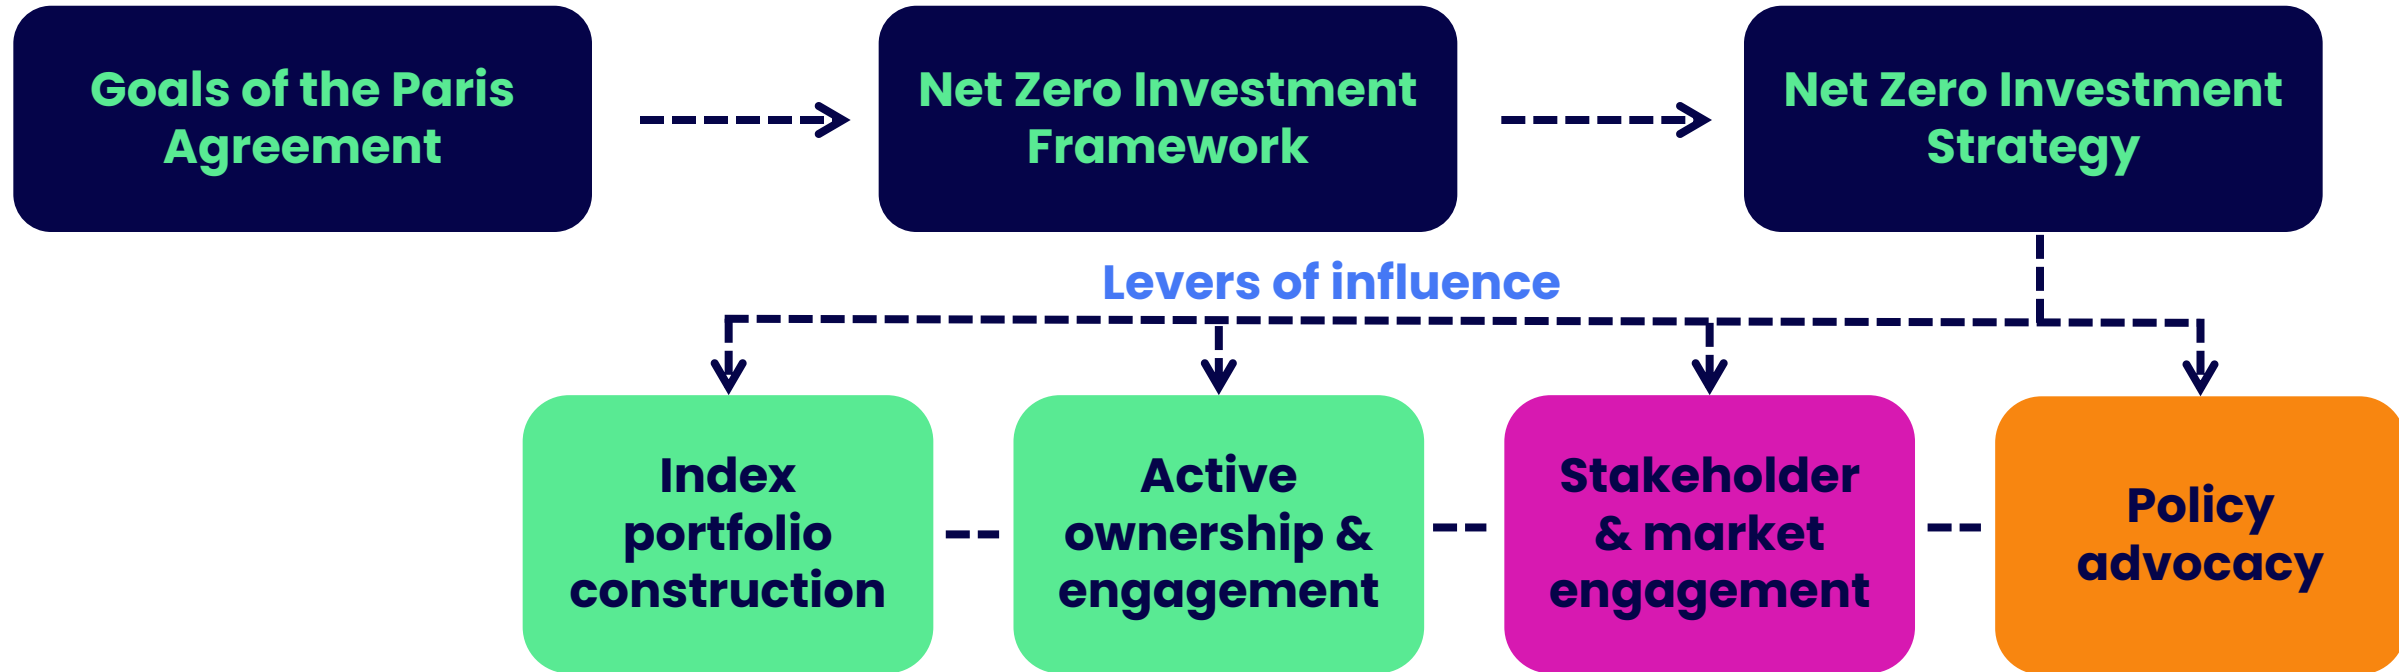 Goals of the Paris
Agreement
Net Zero Investment
Framework
Net Zero Investment
Strategy
Levers of influence
Index
portfolio
construction
Active
ownership &
engagement
Stakeholder
& market
engagement
Policy
advocacy